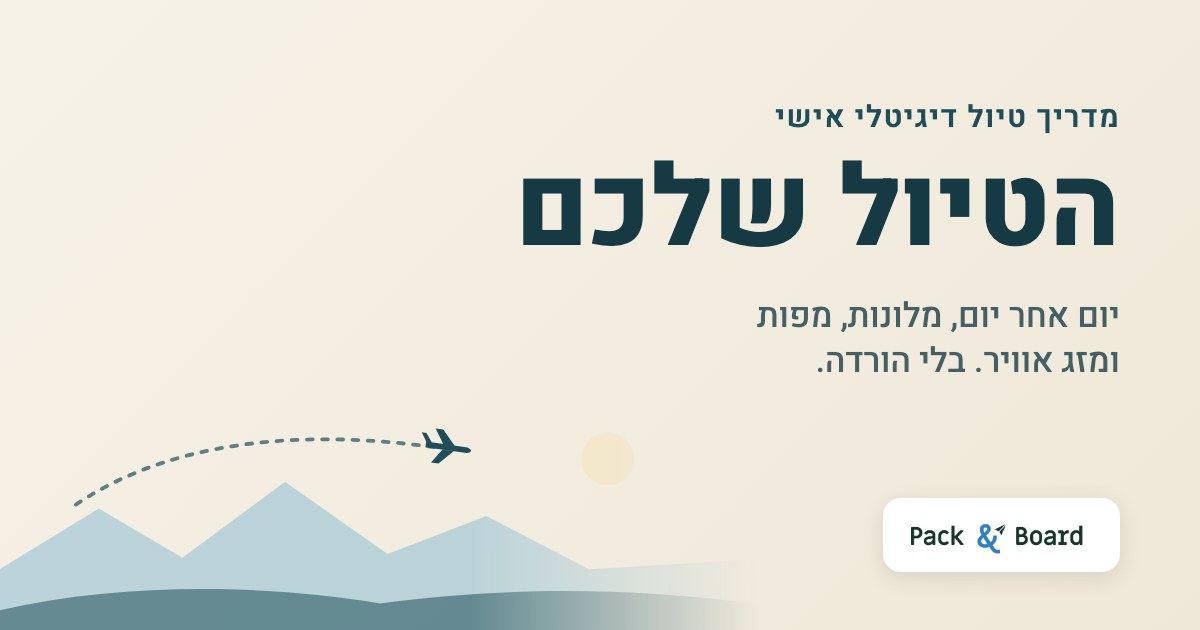 מדריך טיול דיגיטלי אישי
הטיול שלכם
יום אחר יום, מלונות, מפות
ומזג אוויר. בלי הורדה.
Pack & Board